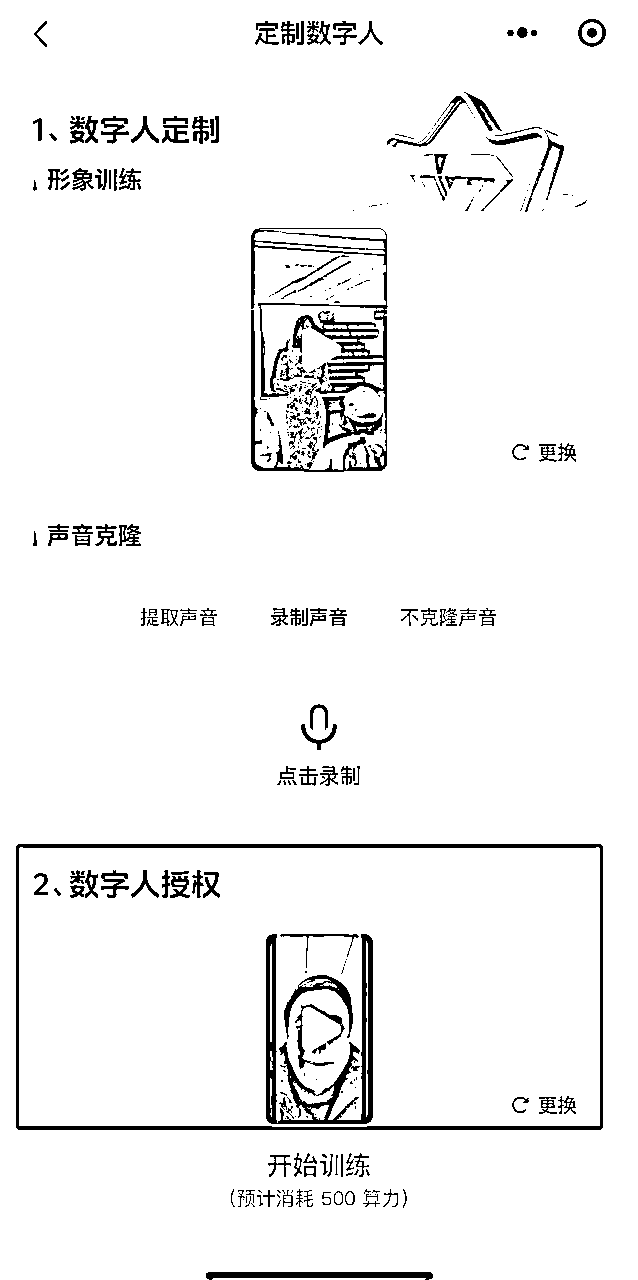 定制数字人
1、数字人定制
形象训练
更换
声音克隆
提取声音 录制声音 不克隆声音
点击录制
2、数字人授权
更换
开始训练
(预计消耗 500 算力)